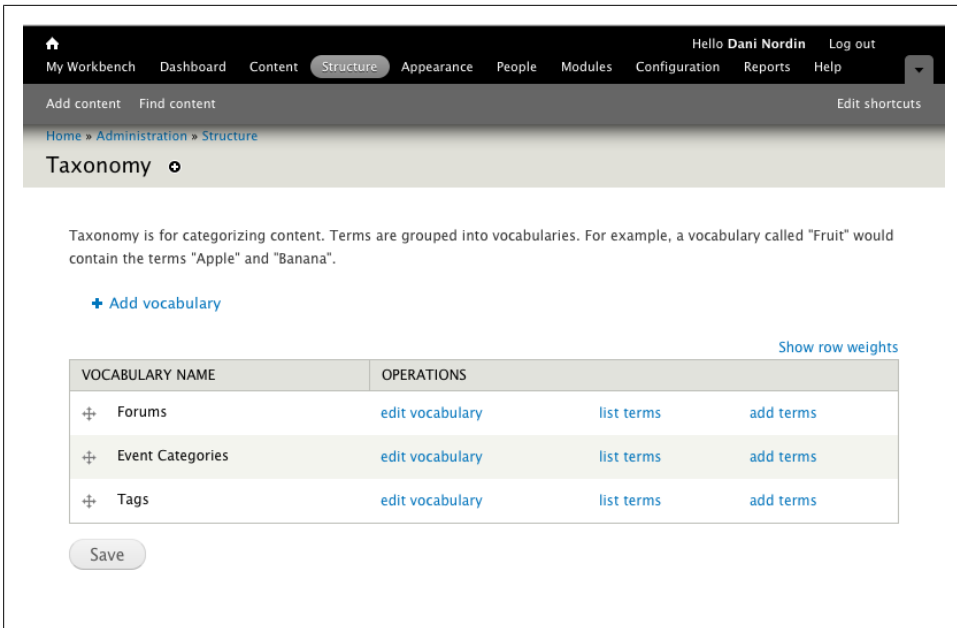 Hello Dani Nordin Log out
My Workbench Dashboard Content Structure Appearance People Modules Configuration Reports Help
Add content Find content Edit shortcuts
Home » Administration » Structure
Taxonomy
Taxonomy is for categorizing content. Terms are grouped into vocabularies. For example, a vocabulary called "Fruit" would
contain the terms "Apple" and "Banana".
Add vocabulary
Show row weights
VOCABULARY NAME OPERATIONS
Forums edit vocabulary list terms add terms
Event Categories edit vocabulary list terms add terms
Tags edit vocabulary list terms add terms
Save